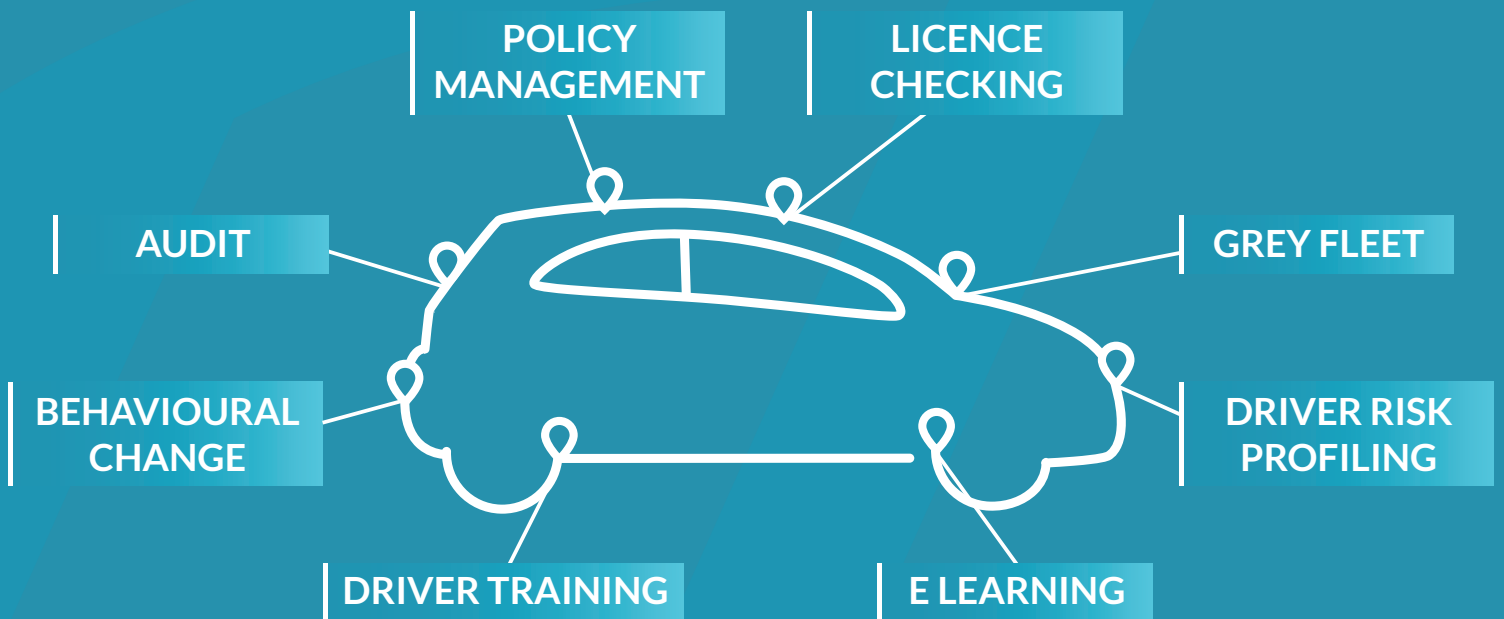 POLICY
MANAGEMENT
LICENCE
CHECKING
AUDIT
GREY FLEET
BEHAVIOURAL
CHANGE
DRIVER RISK
PROFILING
DRIVER TRAINING
E LEARNING